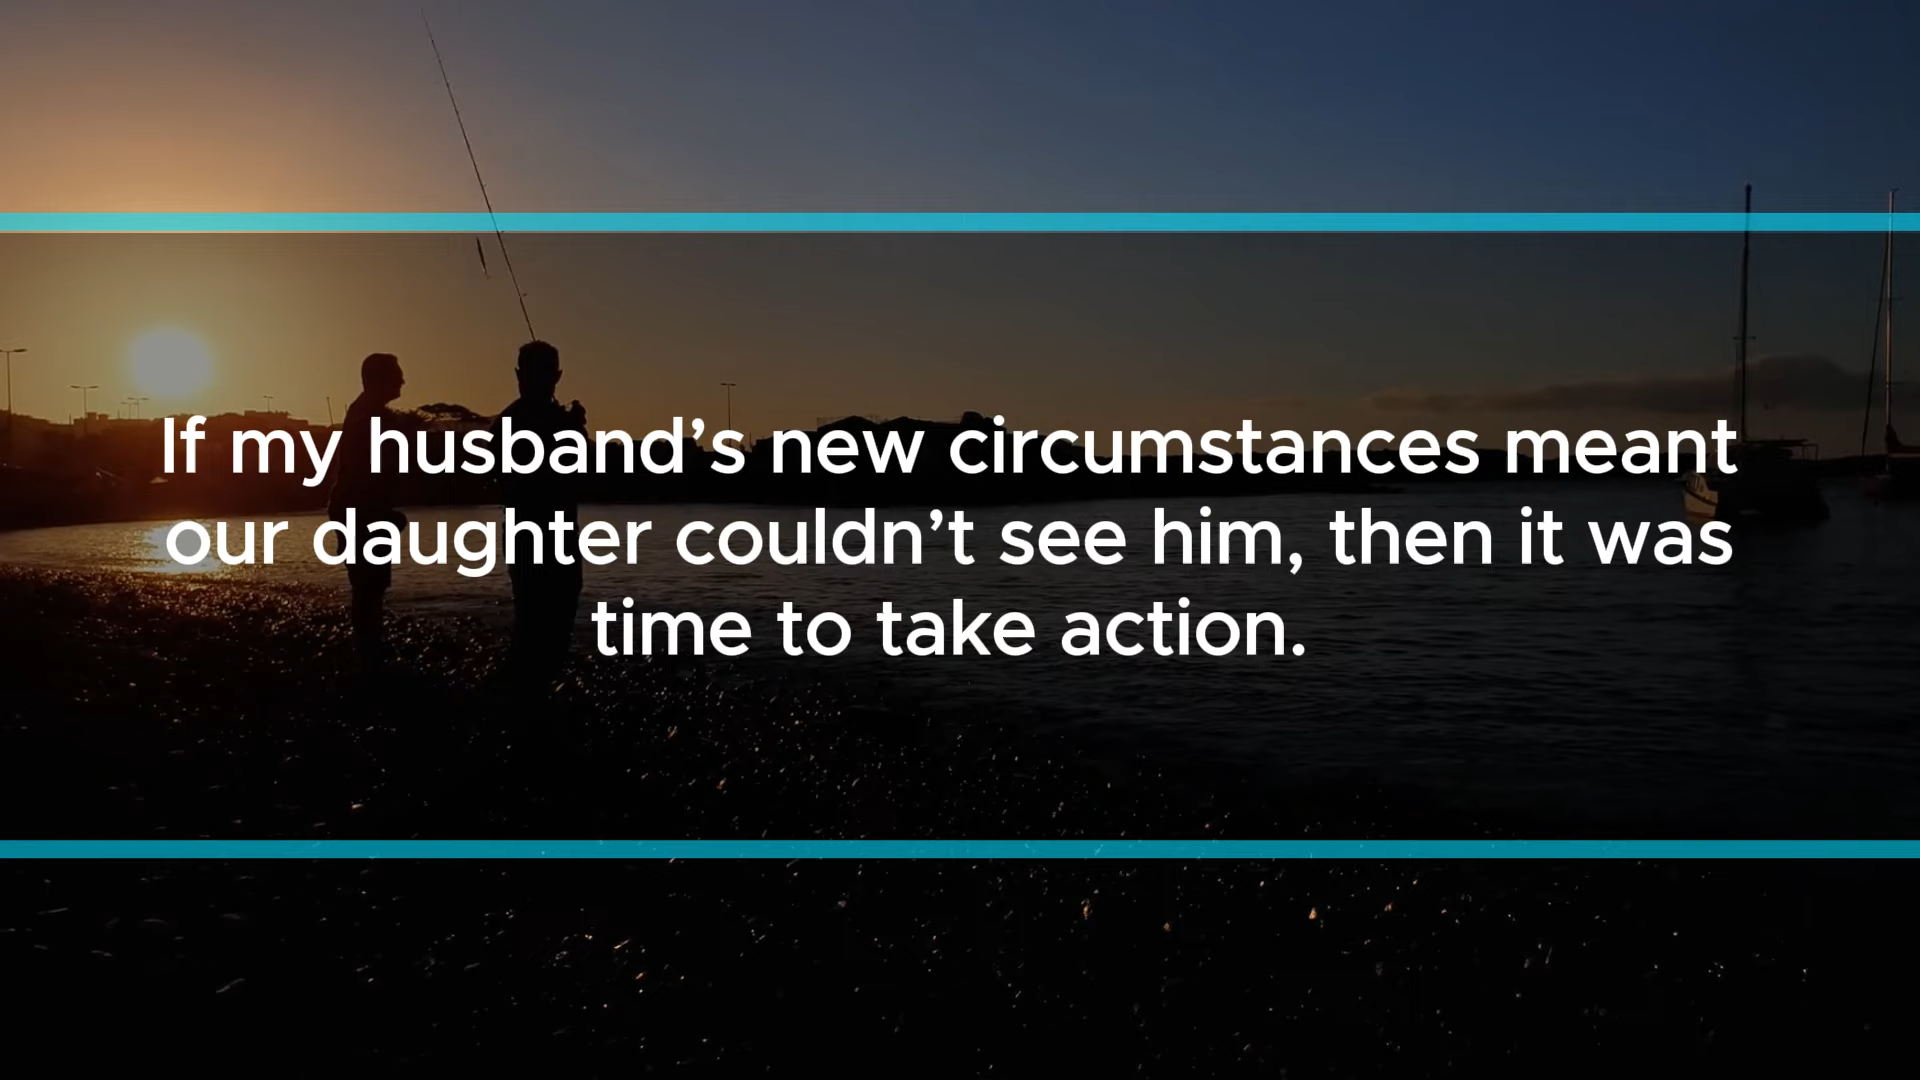 If my husband’s new circumstances meant
our daughter couldn’t see him, then it was
time to take action.